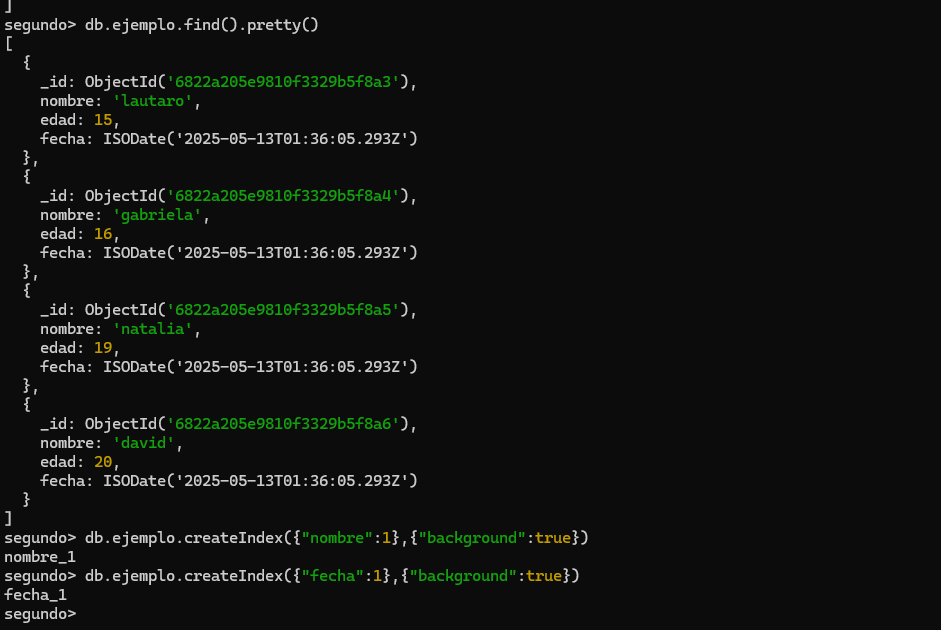 ]
segundo> db.ejemplo.find().pretty()
[
  {
    _id: ObjectId('6822a205e9810f3329b5f8a3'),
    nombre: 'lautaro',
    edad: 15,
    fecha: ISODate('2025-05-13T01:36:05.293Z')
  },
  {
    _id: ObjectId('6822a205e9810f3329b5f8a4'),
    nombre: 'gabriela',
    edad: 16,
    fecha: ISODate('2025-05-13T01:36:05.293Z')
  },
  {
    _id: ObjectId('6822a205e9810f3329b5f8a5'),
    nombre: 'natalia',
    edad: 19,
    fecha: ISODate('2025-05-13T01:36:05.293Z')
  },
  {
    _id: ObjectId('6822a205e9810f3329b5f8a6'),
    nombre: 'david',
    edad: 20,
    fecha: ISODate('2025-05-13T01:36:05.293Z')
  }
]
segundo> db.ejemplo.createIndex({"nombre":1},{"background":true})
nombre_1
segundo> db.ejemplo.createIndex({"fecha":1},{"background":true})
fecha_1
segundo>